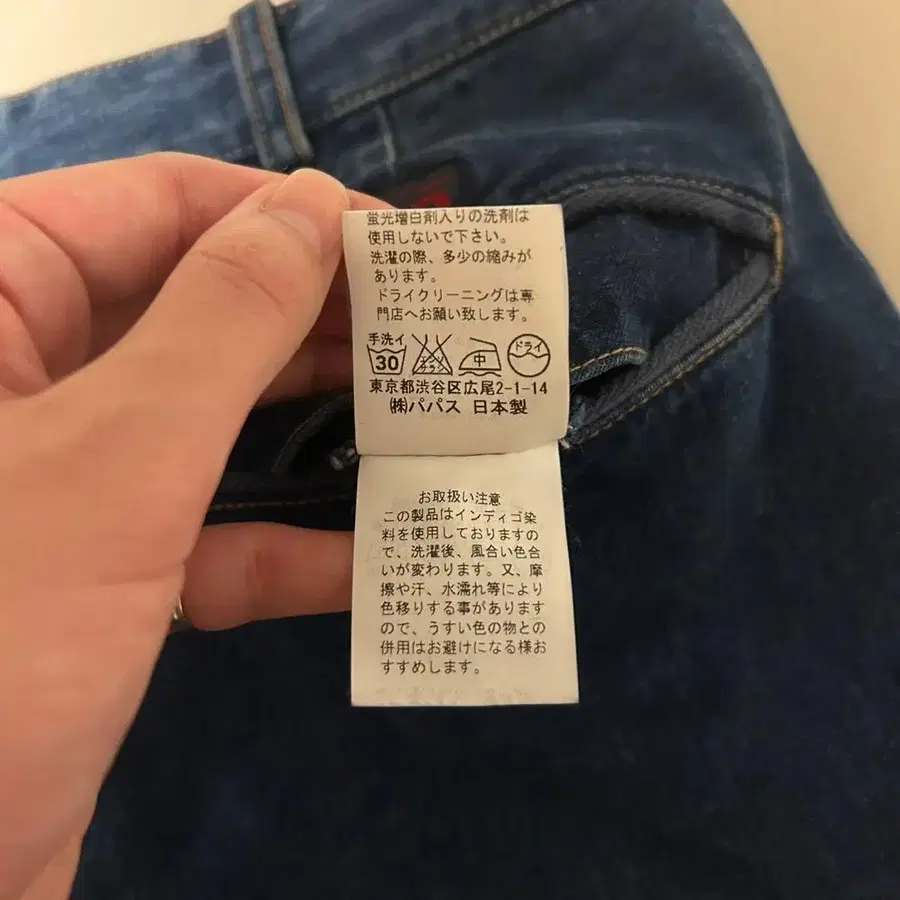 蛍光増白剤入りの洗剤は
使用しないで下さい。
洗濯の際、多少の縮みが
あります。
ドライクリーニングは専
門店へお願い致します。
手洗イ ドライ
30 エンソサラシ 中
東京都渋谷区広尾2-1-14
㈱パパス 日本製
お取扱い注意
この製品はインディゴ染
料を使用しておりますの
で、洗濯後、風合い色合
いが変わります。又、摩
擦や汗、水濡れ等により
色移りする事があります
ので、うすい色の物との
併用はお避けになる様お
すすめします。